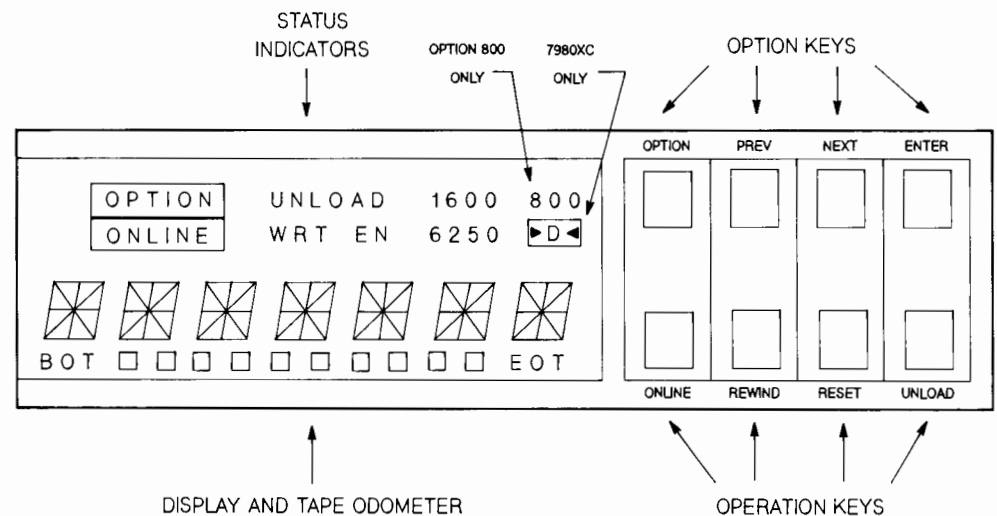 STATUS
INDICATORS
OPTION 800
ONLY
7980XC
ONLY
OPTION KEYS
OPTION PREV NEXT ENTER
OPTION UNLOAD 1600 800
ONLINE WRT EN 6250 ►D◄
BOT EOT
ONLINE REWIND RESET UNLOAD
DISPLAY AND TAPE ODOMETER
OPERATION KEYS